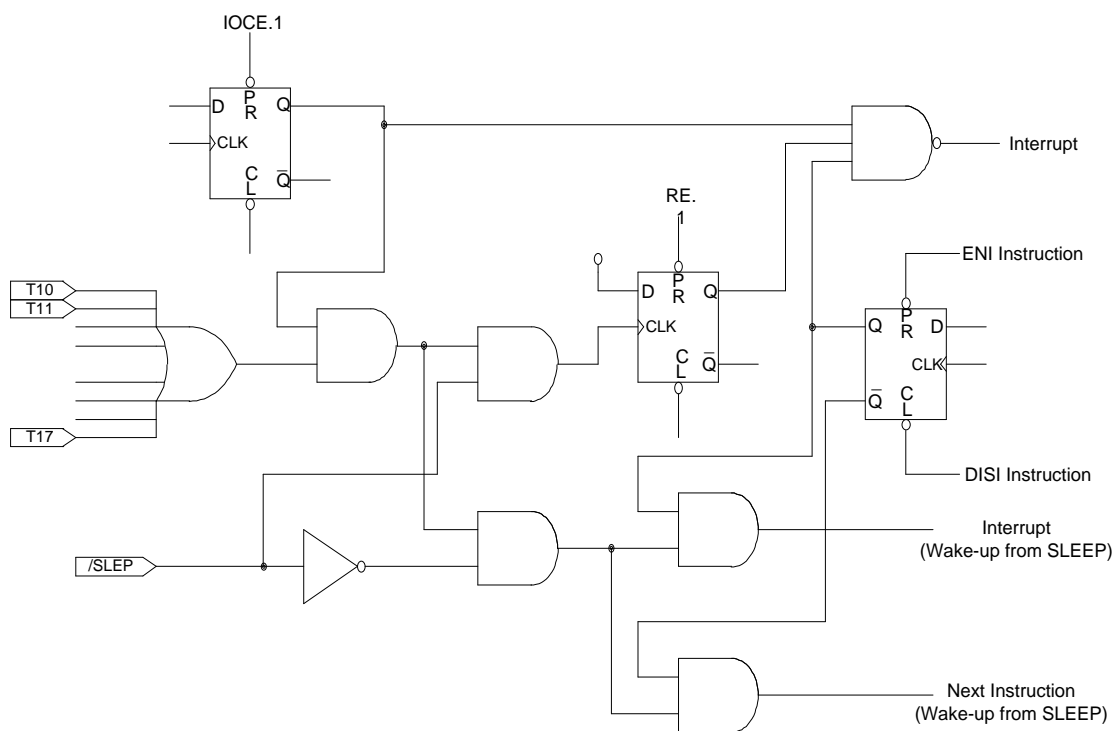 IOCE.1
D
P
R
Q
CLK
C
L
Q
Interrupt
RE.
1
D
P
R
Q
CLK
C
L
Q
ENI Instruction
P
R
Q
D
CLK
Q
C
L
DISI Instruction
T10
T11
T17
/SLEP
Interrupt
(Wake-up from SLEEP)
Next Instruction
(Wake-up from SLEEP)